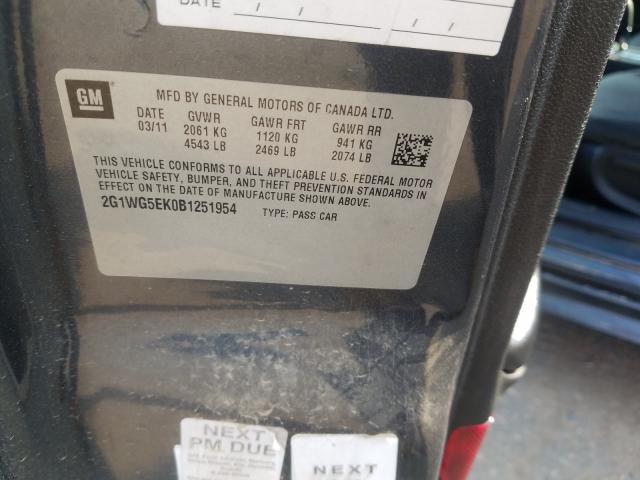 DATE / / / /
GM
MFD BY GENERAL MOTORS OF CANADA LTD.
DATE GVWR GAWR FRT GAWR RR
03/11 2061 KG 1120 KG 941 KG
4543 LB 2469 LB 2074 LB
THIS VEHICLE CONFORMS TO ALL APPLICABLE U.S. FEDERAL MOTOR
VEHICLE SAFETY, BUMPER, AND THEFT PREVENTION STANDARDS IN
EFFECT ON THE DATE OF MANUFACTURE SHOWN ABOVE.
2G1WG5EK0B1251954 TYPE: PASS CAR
NEXT
PM DUE
NEXT